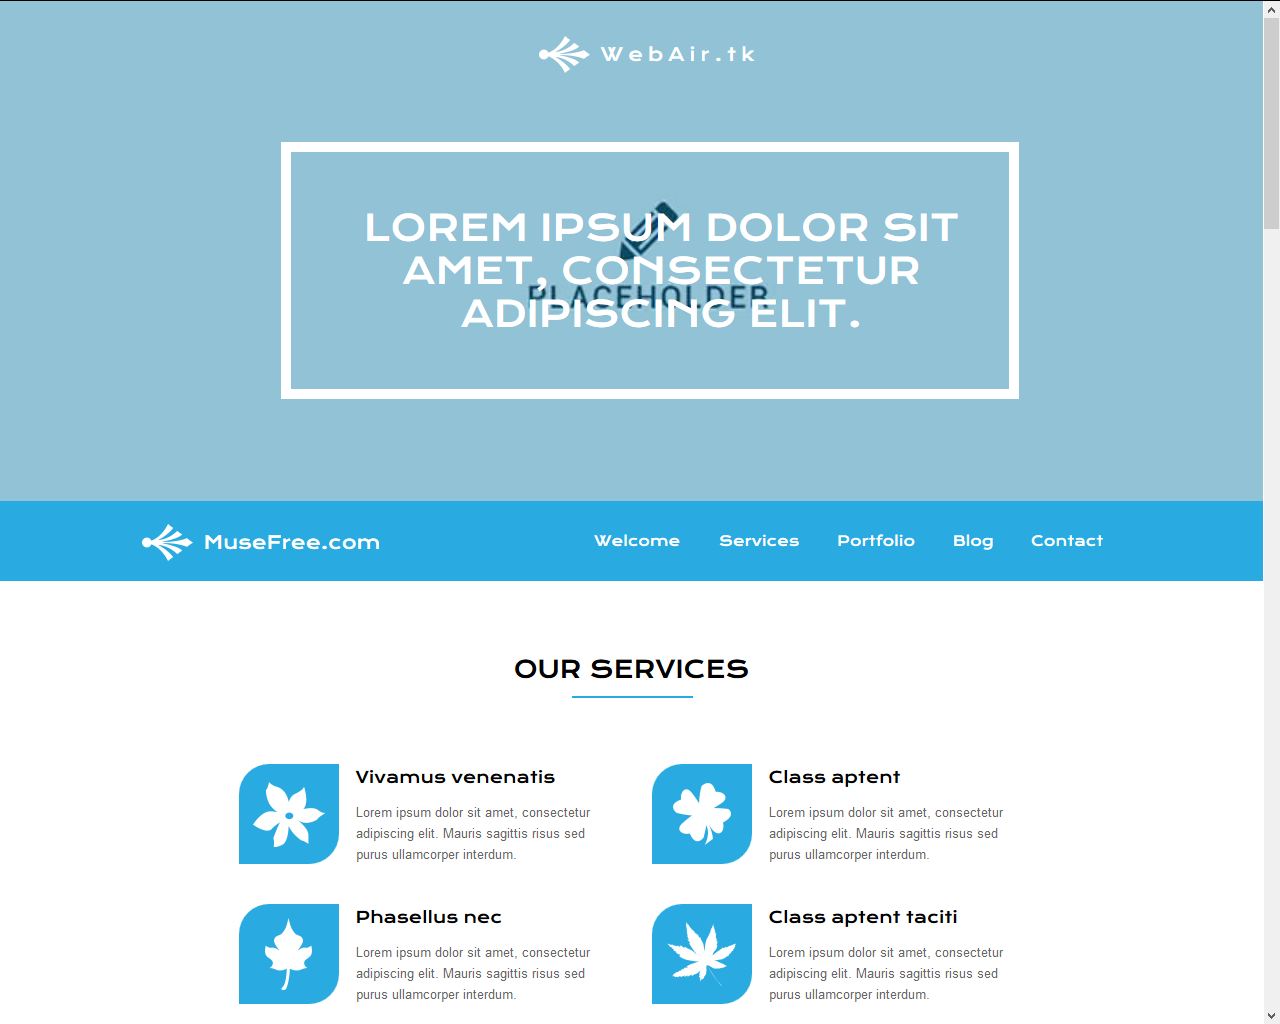 WebAir.tk
LOREM IPSUM DOLOR SIT
AMET, CONSECTETUR
PLACEHOLDER
ADIPISCING ELIT.
MuseFree.com
Welcome Services Portfolio Blog Contact
OUR SERVICES
Vivamus venenatis
Lorem ipsum dolor sit amet, consectetur
adipiscing elit. Mauris sagittis risus sed
purus ullamcorper interdum.
Class aptent
Lorem ipsum dolor sit amet, consectetur
adipiscing elit. Mauris sagittis risus sed
purus ullamcorper interdum.
Phasellus nec
Lorem ipsum dolor sit amet, consectetur
adipiscing elit. Mauris sagittis risus sed
purus ullamcorper interdum.
Class aptent taciti
Lorem ipsum dolor sit amet, consectetur
adipiscing elit. Mauris sagittis risus sed
purus ullamcorper interdum.